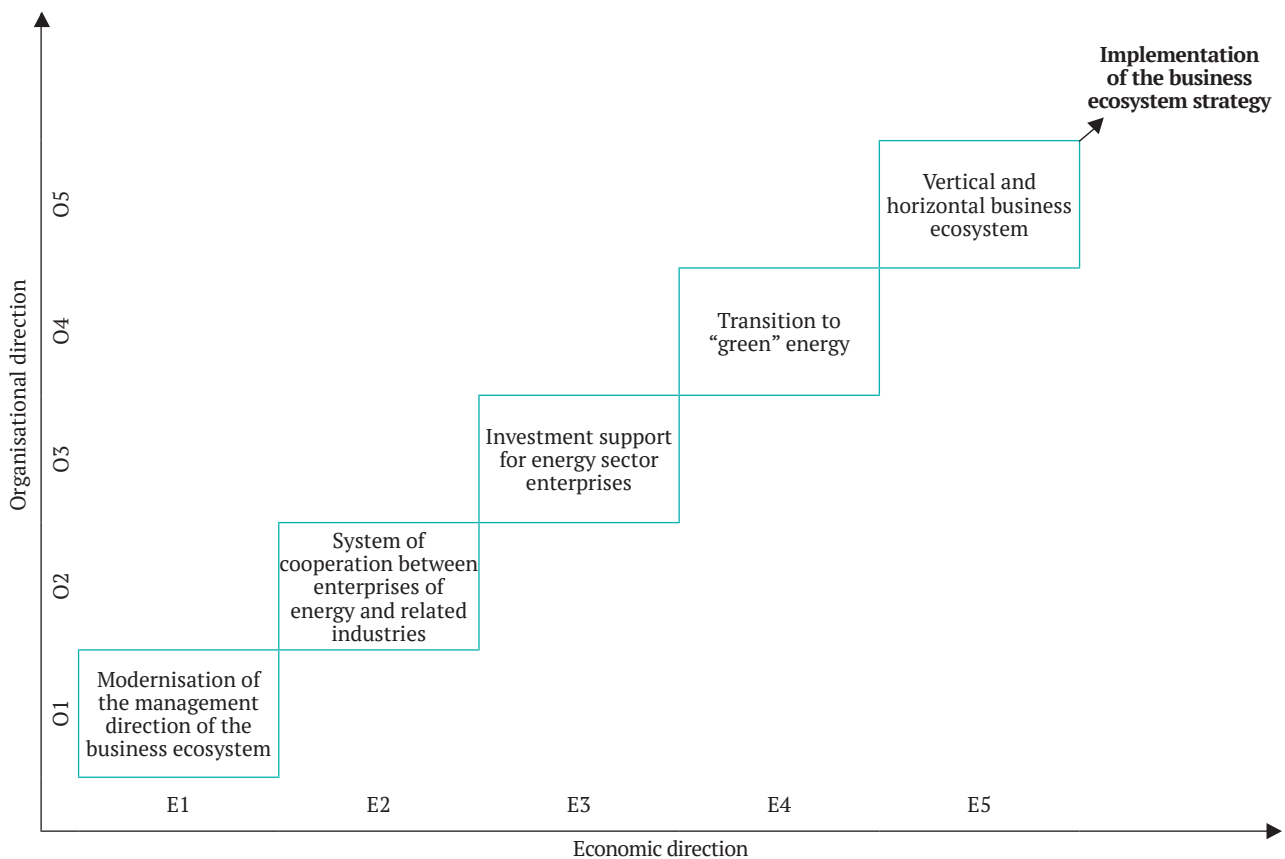 Implementation
of the business
ecosystem strategy
Organisational direction
O5
Vertical and
horizontal business
ecosystem
O4
Transition to
“green” energy
O3
Investment support
for energy sector
enterprises
O2
System of
cooperation between
enterprises of
energy and related
industries
O1
Modernisation of
the management
direction of the
business ecosystem
E1
E2
E3
E4
E5
Economic direction